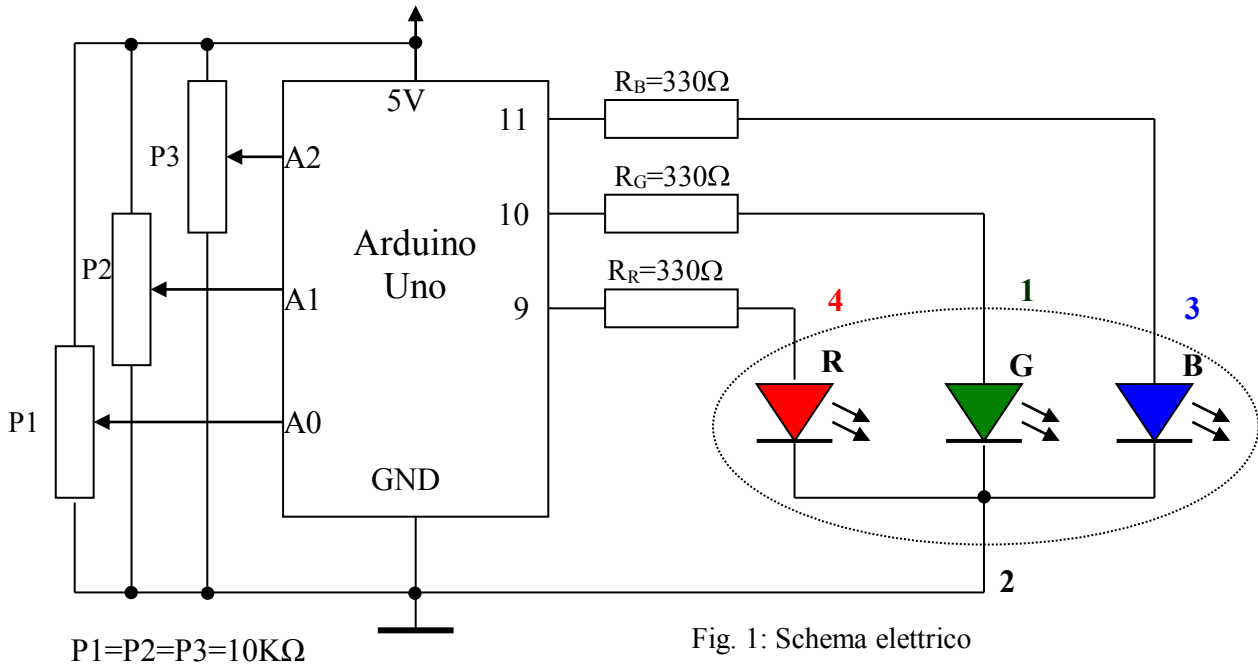 R_B=330Ω
5V
11
P3
A2
R_G=330Ω
10
Arduino
Uno
P2
A1
R_R=330Ω
9
4
1
3
R
G
B
P1
A0
GND
2
P1=P2=P3=10KΩ
Fig. 1: Schema elettrico